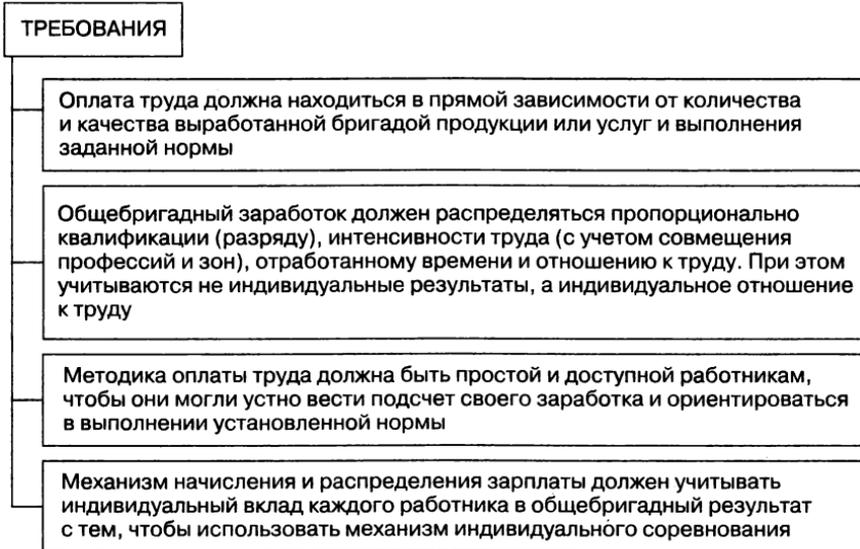 ТРЕБОВАНИЯ
Оплата труда должна находиться в прямой зависимости от количества
и качества выработанной бригадой продукции или услуг и выполнения
заданной нормы
Общебригадный заработок должен распределяться пропорционально
квалификации (разряду), интенсивности труда (с учетом совмещения
профессий и зон), отработанному времени и отношению к труду. При этом
учитываются не индивидуальные результаты, а индивидуальное отношение
к труду
Методика оплаты труда должна быть простой и доступной работникам,
чтобы они могли устно вести подсчет своего заработка и ориентироваться
в выполнении установленной нормы
Механизм начисления и распределения зарплаты должен учитывать
индивидуальный вклад каждого работника в общебригадный результат
с тем, чтобы использовать механизм индивидуального соревнования